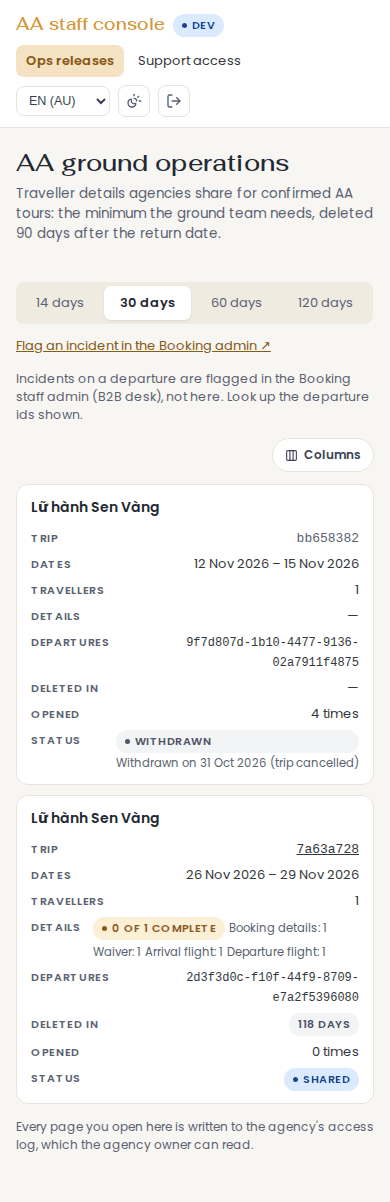 AA staff console DEV
Ops releases Support access
EN (AU)
AA ground operations
Traveller details agencies share for confirmed AA
tours: the minimum the ground team needs, deleted
90 days after the return date.
14 days 30 days 60 days 120 days
Flag an incident in the Booking admin ↗
Incidents on a departure are flagged in the Booking
staff admin (B2B desk), not here. Look up the departure
ids shown.
Columns
Lữ hành Sen Vàng
TRIP bb658382
DATES 12 Nov 2026 – 15 Nov 2026
TRAVELLERS 1
DETAILS —
DEPARTURES 9f7d807d-1b10-4477-9136-
02a7911f4875
DELETED IN —
OPENED 4 times
STATUS WITHDRAWN
Withdrawn on 31 Oct 2026 (trip cancelled)
Lữ hành Sen Vàng
TRIP 7a63a728
DATES 26 Nov 2026 – 29 Nov 2026
TRAVELLERS 1
DETAILS 0 OF 1 COMPLETE Booking details: 1
Waiver: 1 Arrival flight: 1 Departure flight: 1
DEPARTURES 2d3f3d0c-f10f-44f9-8709-
e7a2f5396080
DELETED IN 118 DAYS
OPENED 0 times
STATUS SHARED
Every page you open here is written to the agency's access
log, which the agency owner can read.